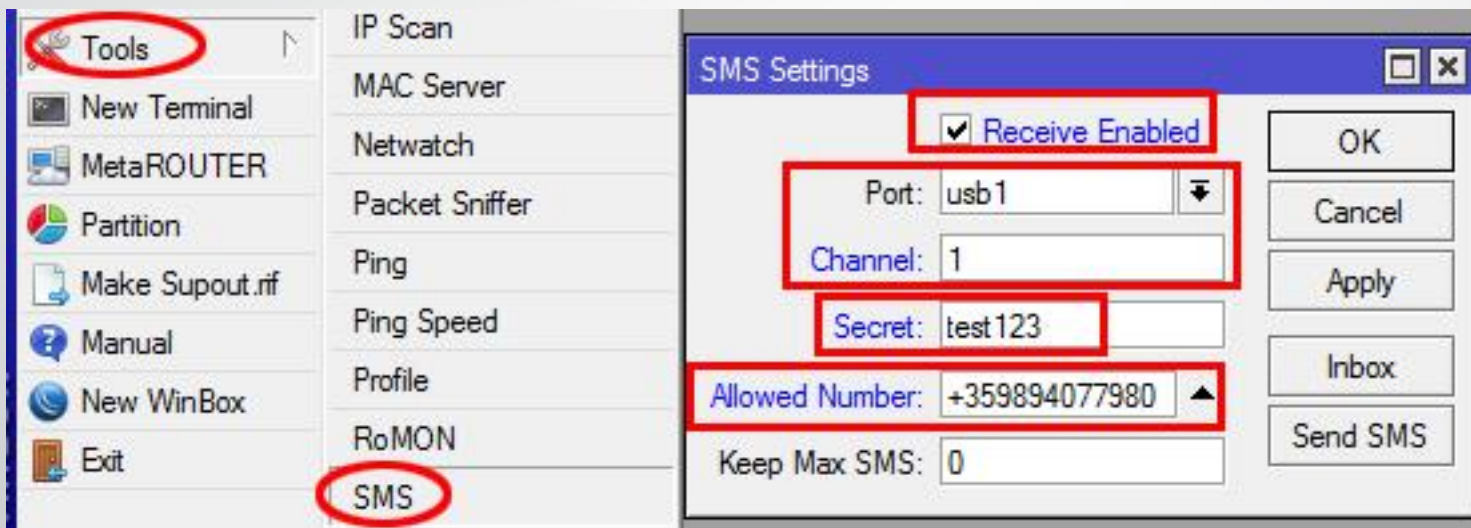 Tools
New Terminal
MetaROUTER
Partition
Make Supout.rif
Manual
New WinBox
Exit
IP Scan
MAC Server
Netwatch
Packet Sniffer
Ping
Ping Speed
Profile
RoMON
SMS
SMS Settings
Receive Enabled
Port: usb1
Channel: 1
Secret: test123
Allowed Number: +359894077980
Keep Max SMS: 0
OK
Cancel
Apply
Inbox
Send SMS